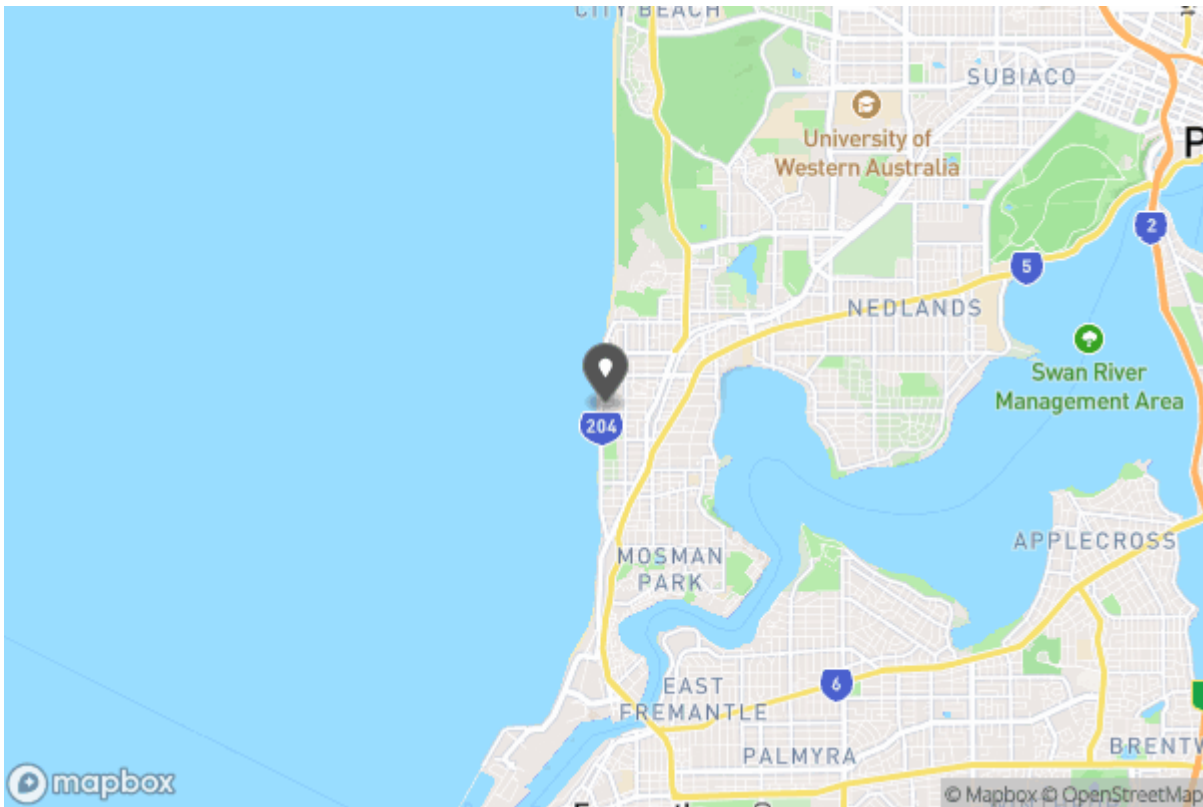 CITY BEACH
SUBIACO
University of
Western Australia
P
2
5
NEDLANDS
Swan River
Management Area
204
APPLECROSS
MOSMAN
PARK
6
EAST
FREMANTLE
PALMYRA
BRENTW
mapbox
© Mapbox © OpenStreetMap